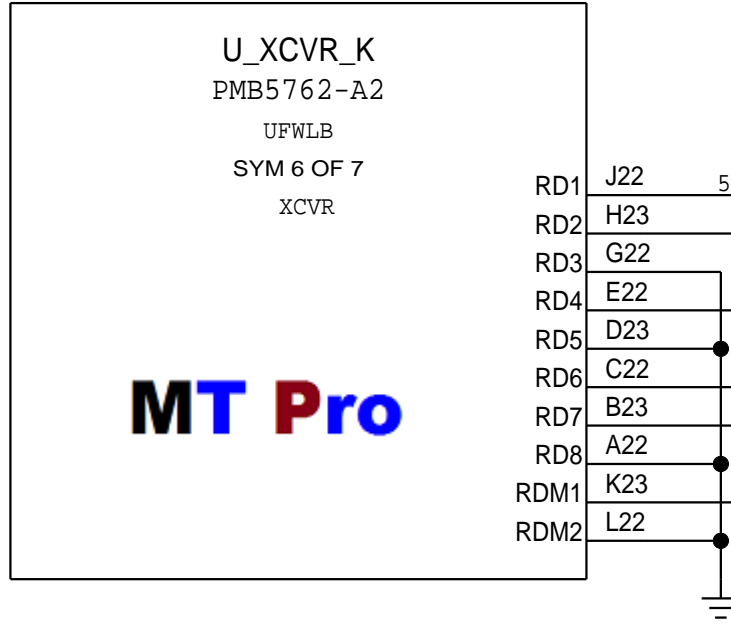 U_XCVR_K
PMB5762-A2
UFWLB
SYM 6 OF 7
XCVR
RD1 J22 5
RD2 H23
RD3 G22
RD4 E22
RD5 D23
RD6 C22
RD7 B23
RD8 A22
RDM1 K23
RDM2 L22
MT Pro